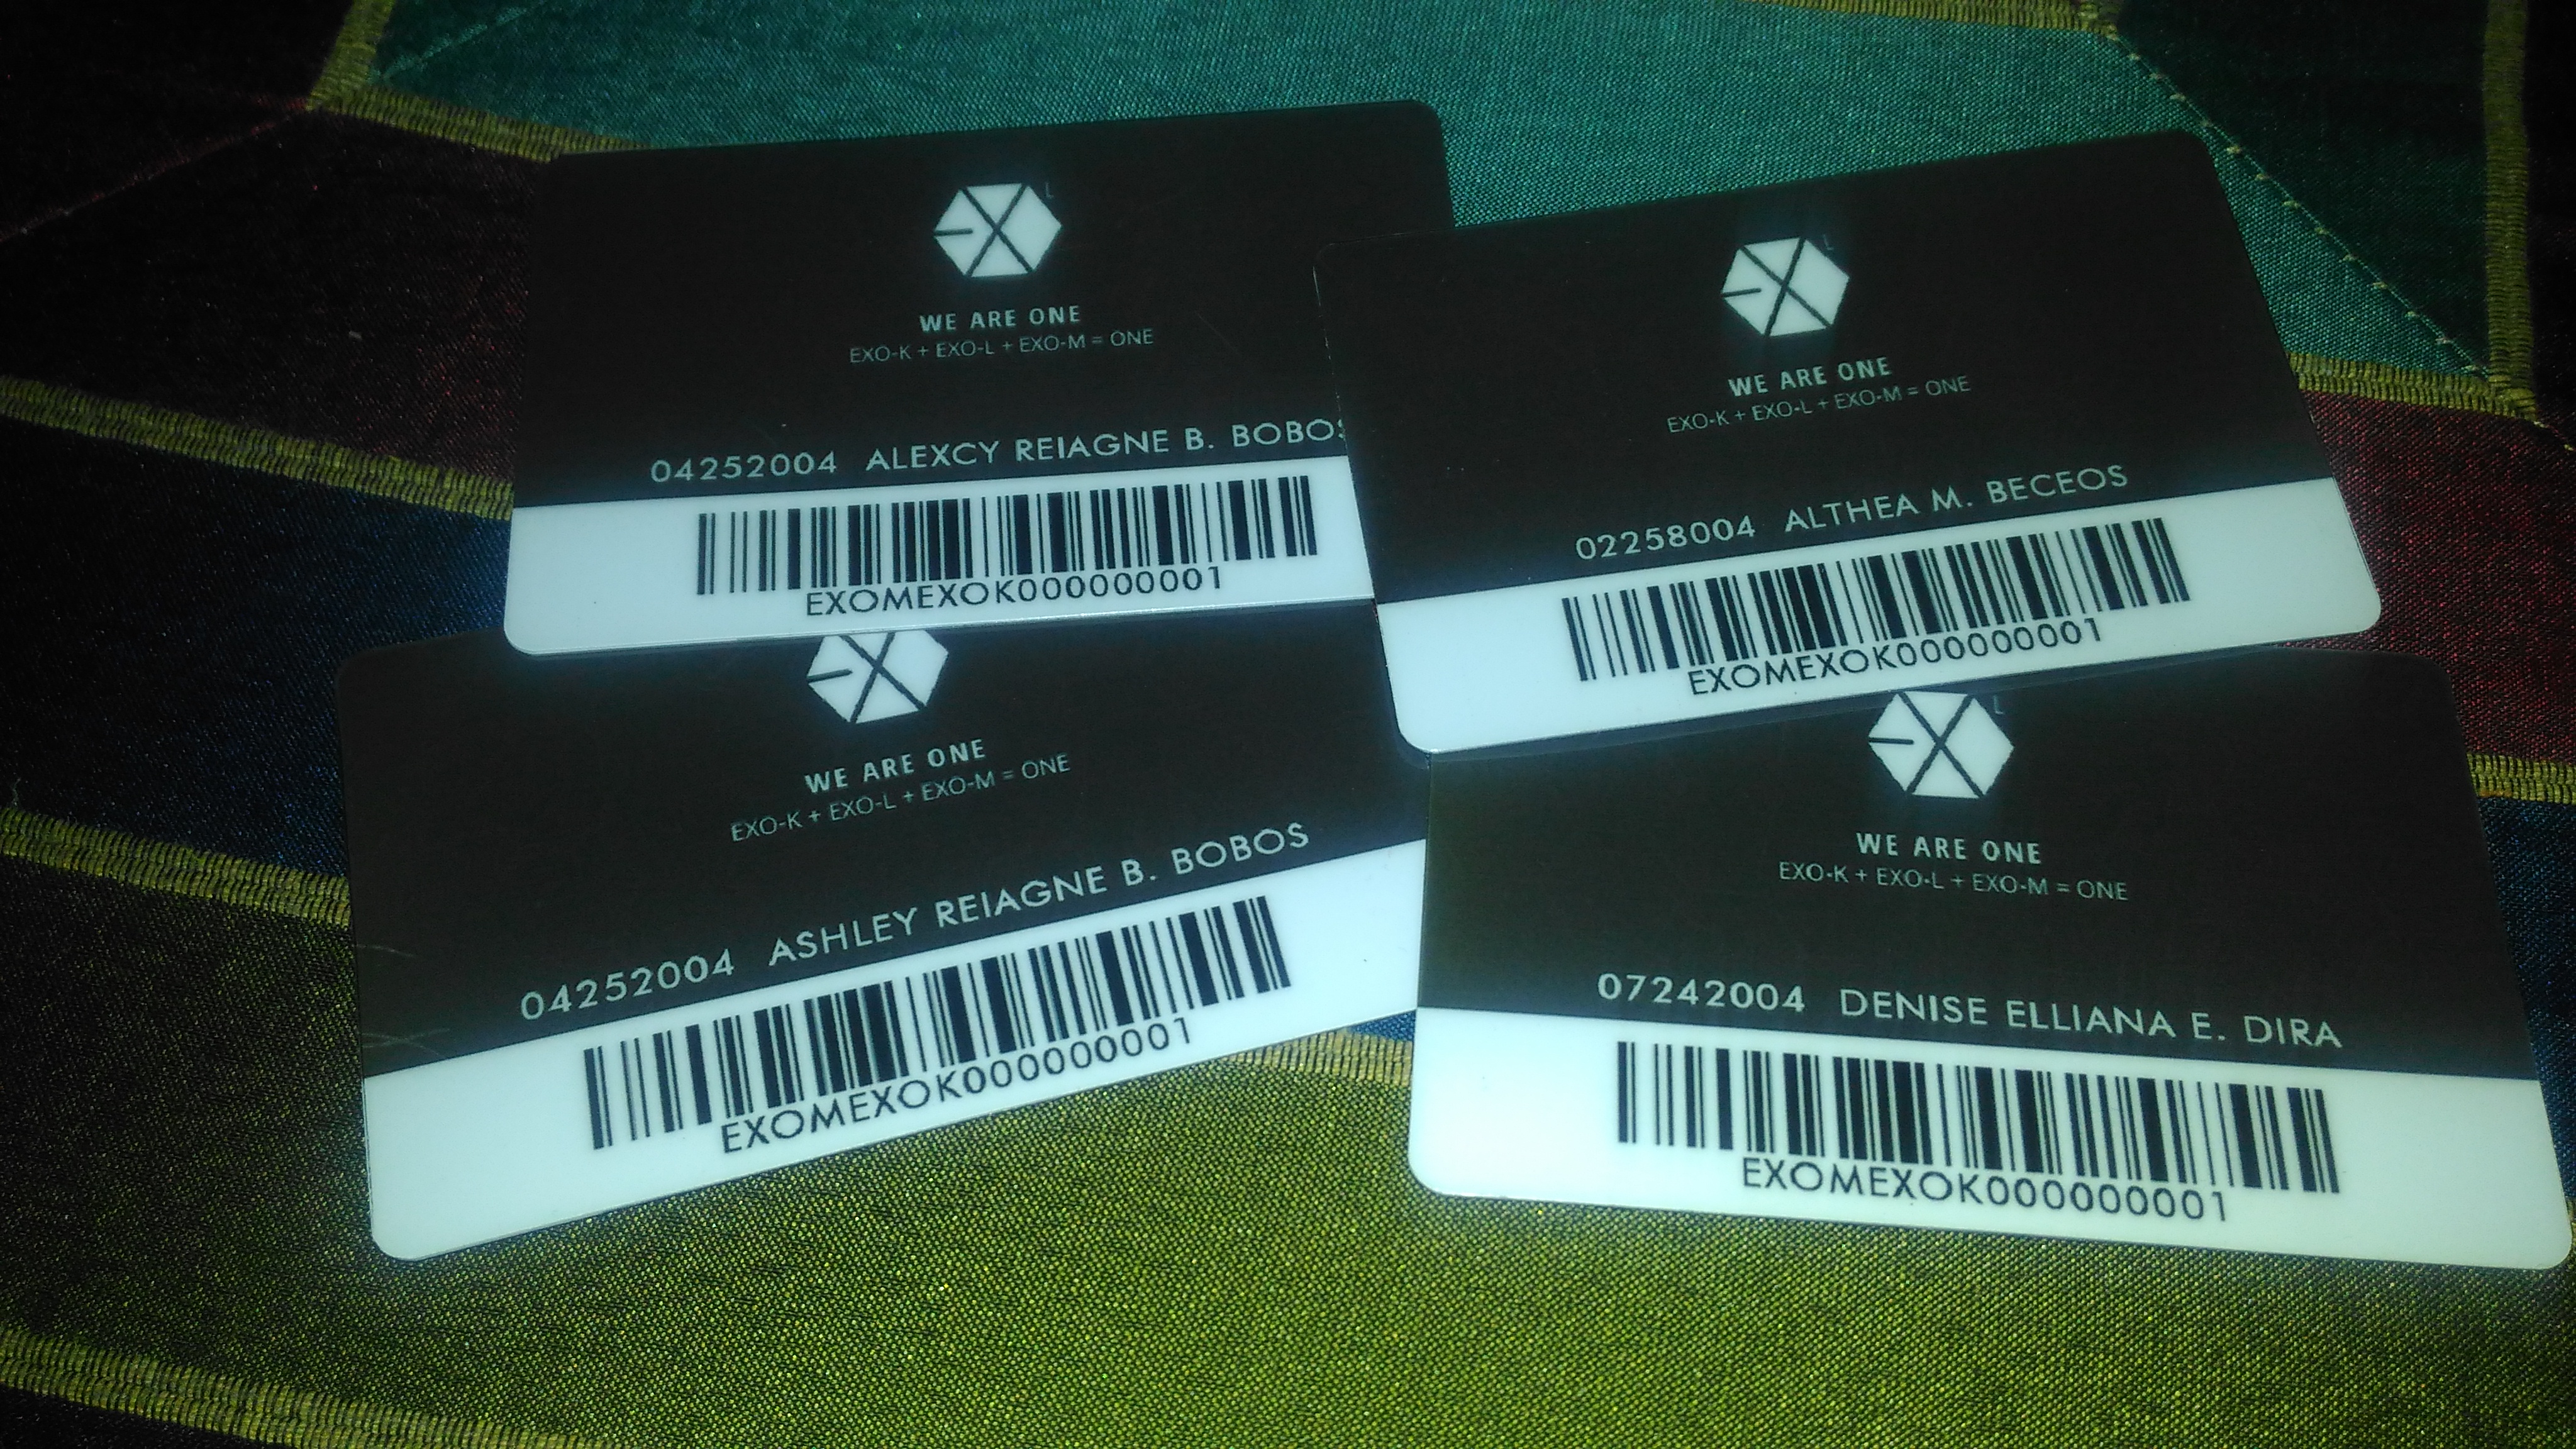 L
WE ARE ONE
EXO-K + EXO-L + EXO-M = ONE
04252004 ALEXCY REIAGNE B. BOBOS
EXOMEXOK000000001
L
WE ARE ONE
EXO-K + EXO-L + EXO-M = ONE
02258004 ALTHEA M. BECEOS
EXOMEXOK000000001
WE ARE ONE
EXO-K + EXO-L + EXO-M = ONE
04252004 ASHLEY REIAGNE B. BOBOS
EXOMEXOK000000001
L
WE ARE ONE
EXO-K + EXO-L + EXO-M = ONE
07242004 DENISE ELLIANA E. DIRA
EXOMEXOK000000001